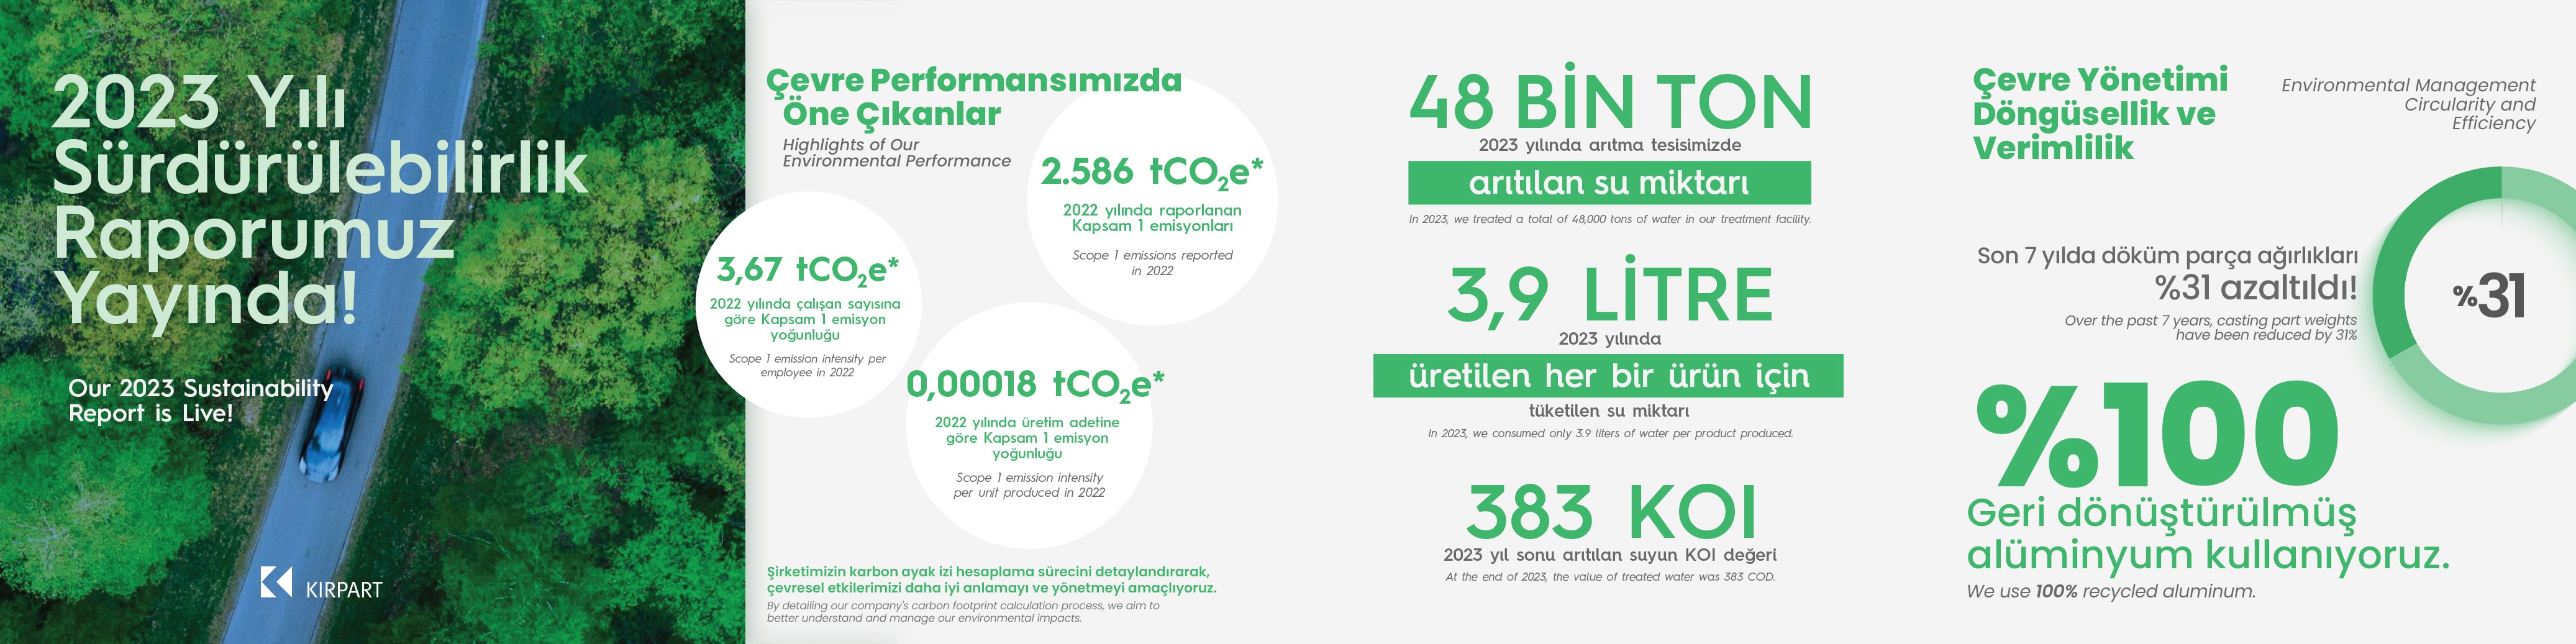 2023 Yılı
Sürdürülebilirlik
Raporumuz
Yayında!
Our 2023 Sustainability
Report is Live!
KIRPART
Çevre Performansımızda
Öne Çıkanlar
Highlights of Our
Environmental Performance
2.586 tCO₂e*
2022 yılında raporlanan
Kapsam 1 emisyonları
Scope 1 emissions reported
in 2022
3,67 tCO₂e*
2022 yılında çalışan sayısına
göre Kapsam 1 emisyon
yoğunluğu
Scope 1 emission intensity per
employee in 2022
0,00018 tCO₂e*
2022 yılında üretim adetine
göre Kapsam 1 emisyon
yoğunluğu
Scope 1 emission intensity
per unit produced in 2022
Şirketimizin karbon ayak izi hesaplama sürecini detaylandırarak,
çevresel etkilerimizi daha iyi anlamayı ve yönetmeyi amaçlıyoruz.
By detailing our company's carbon footprint calculation process, we aim to
better understand and manage our environmental impacts.
48 BİN TON
2023 yılında arıtma tesisimizde
arıtılan su miktarı
In 2023, we treated a total of 48,000 tons of water in our treatment facility.
3,9 LİTRE
2023 yılında
üretilen her bir ürün için
tüketilen su miktarı
In 2023, we consumed only 3.9 liters of water per product produced.
383 KOI
2023 yıl sonu arıtılan suyun KOI değeri
At the end of 2023, the value of treated water was 383 COD.
Çevre Yönetimi
Döngüsellik ve
Verimlilik
Environmental Management
Circularity and
Efficiency
Son 7 yılda döküm parça ağırlıkları
%31 azaltıldı!
Over the past 7 years, casting part weights
have been reduced by 31%
%31
%100
Geri dönüştürülmüş
alüminyum kullanıyoruz.
We use 100% recycled aluminum.